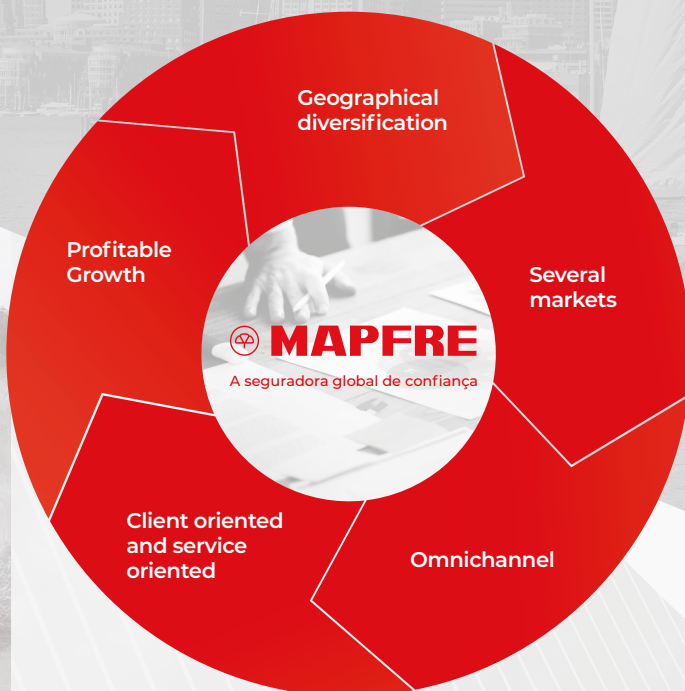 Geographical
diversification
Several
markets
Omnichannel
Client oriented
and service
oriented
Profitable
Growth
MAPFRE
A seguradora global de confiança